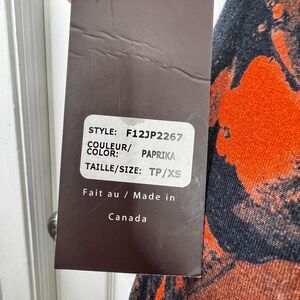 STYLE: F12JP2267
COULEUR/
COLOR: PAPRIKA
TAILLE/SIZE: TP/XS
Fait au / Made in
Canada